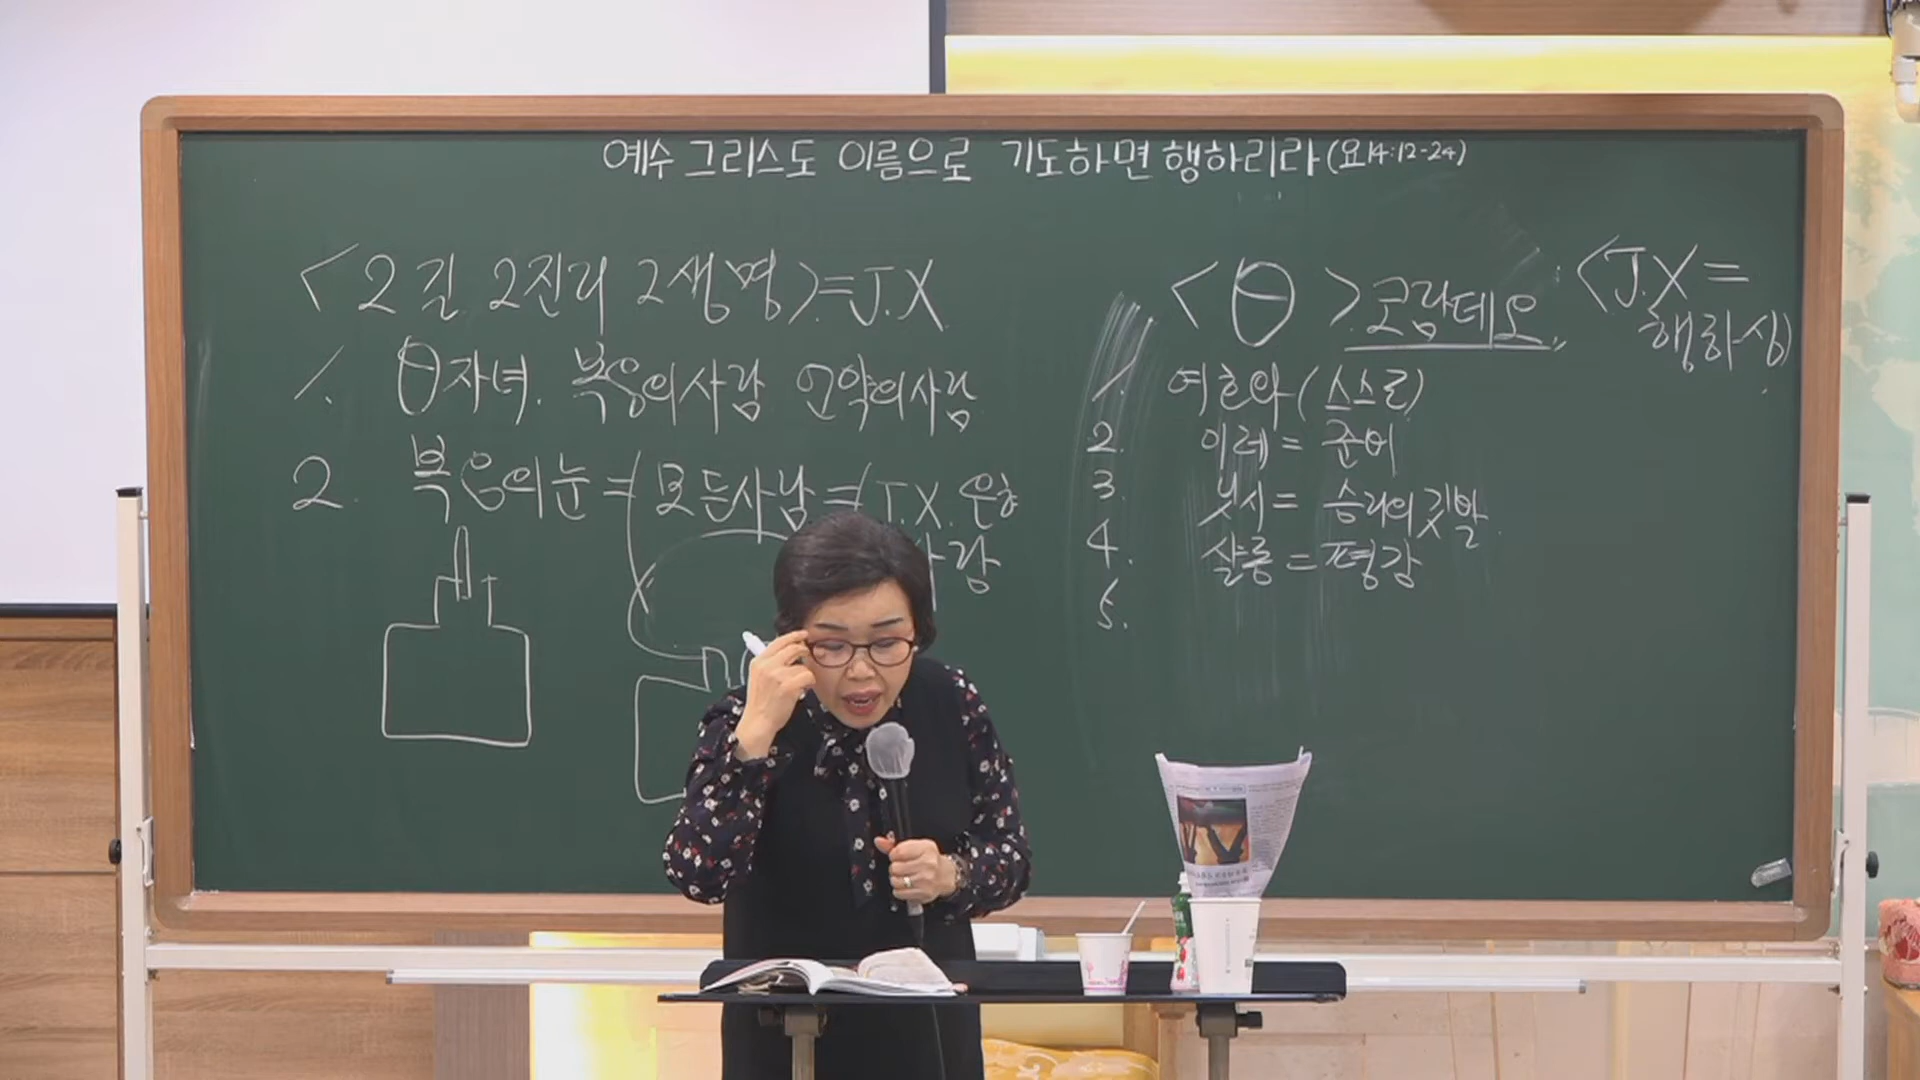 예수 그리스도 이름으로 기도하면 행하리라 (요14:12-24)
<2길 2진리 2생명>=J.X
1. θ자녀. 복음의사람 언약의사람
2. 복음의눈=(모든사람=(J.X.
<θ>코람데오
<J.X=
행하심)
1. 여호와(스스로)
2. 이레=준비
3. 닛시=승리의깃발
4. 샬롬=평강
5.